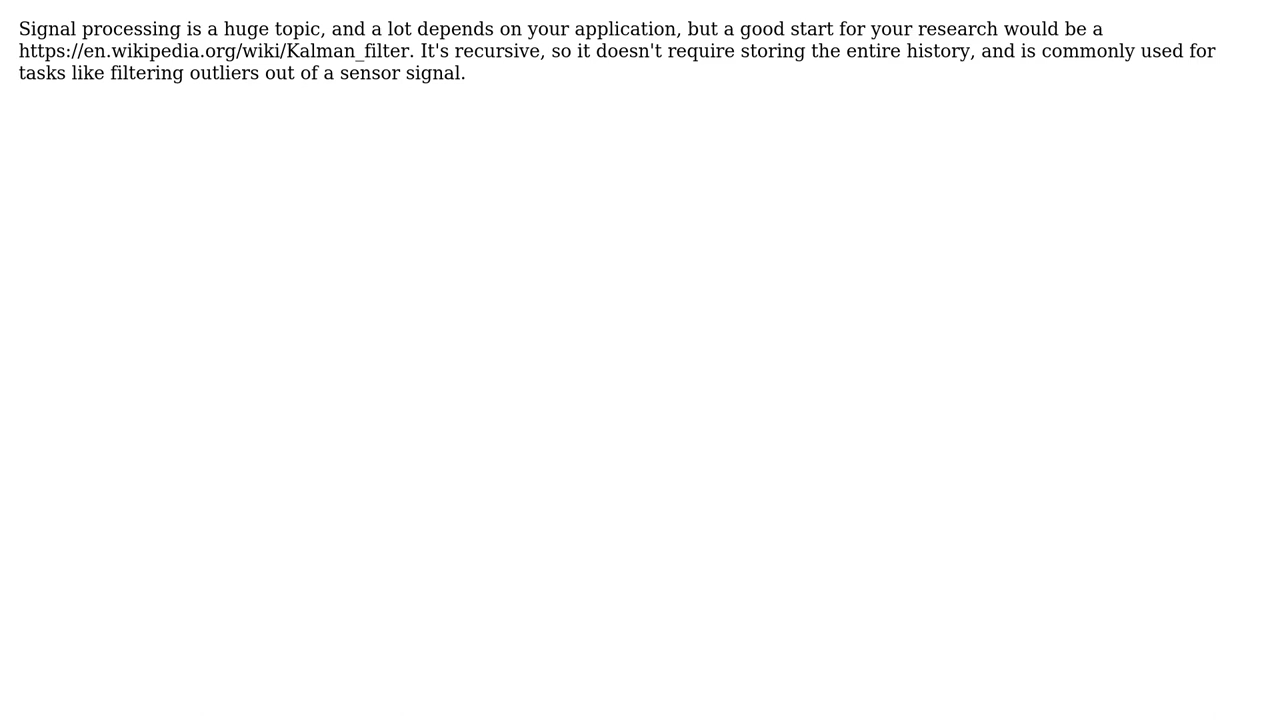 Signal processing is a huge topic, and a lot depends on your application, but a good start for your research would be a
https://en.wikipedia.org/wiki/Kalman_filter. It's recursive, so it doesn't require storing the entire history, and is commonly used for
tasks like filtering outliers out of a sensor signal.